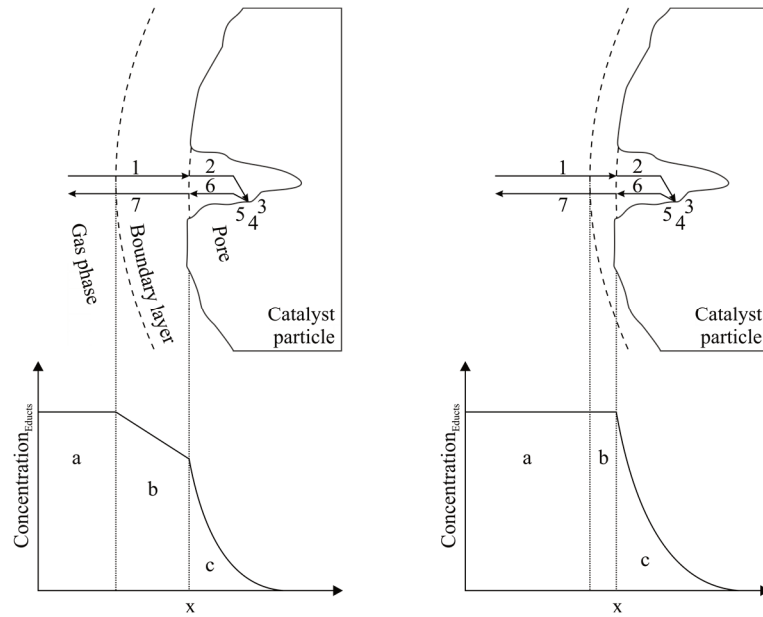 1
2
6
7
5
3
4
Gas phase
Boundary layer
Pore
Catalyst
particle
Concentration Educts
a
b
c
x
1
2
6
7
5
3
4
Catalyst
particle
Concentration Educts
a
b
c
x